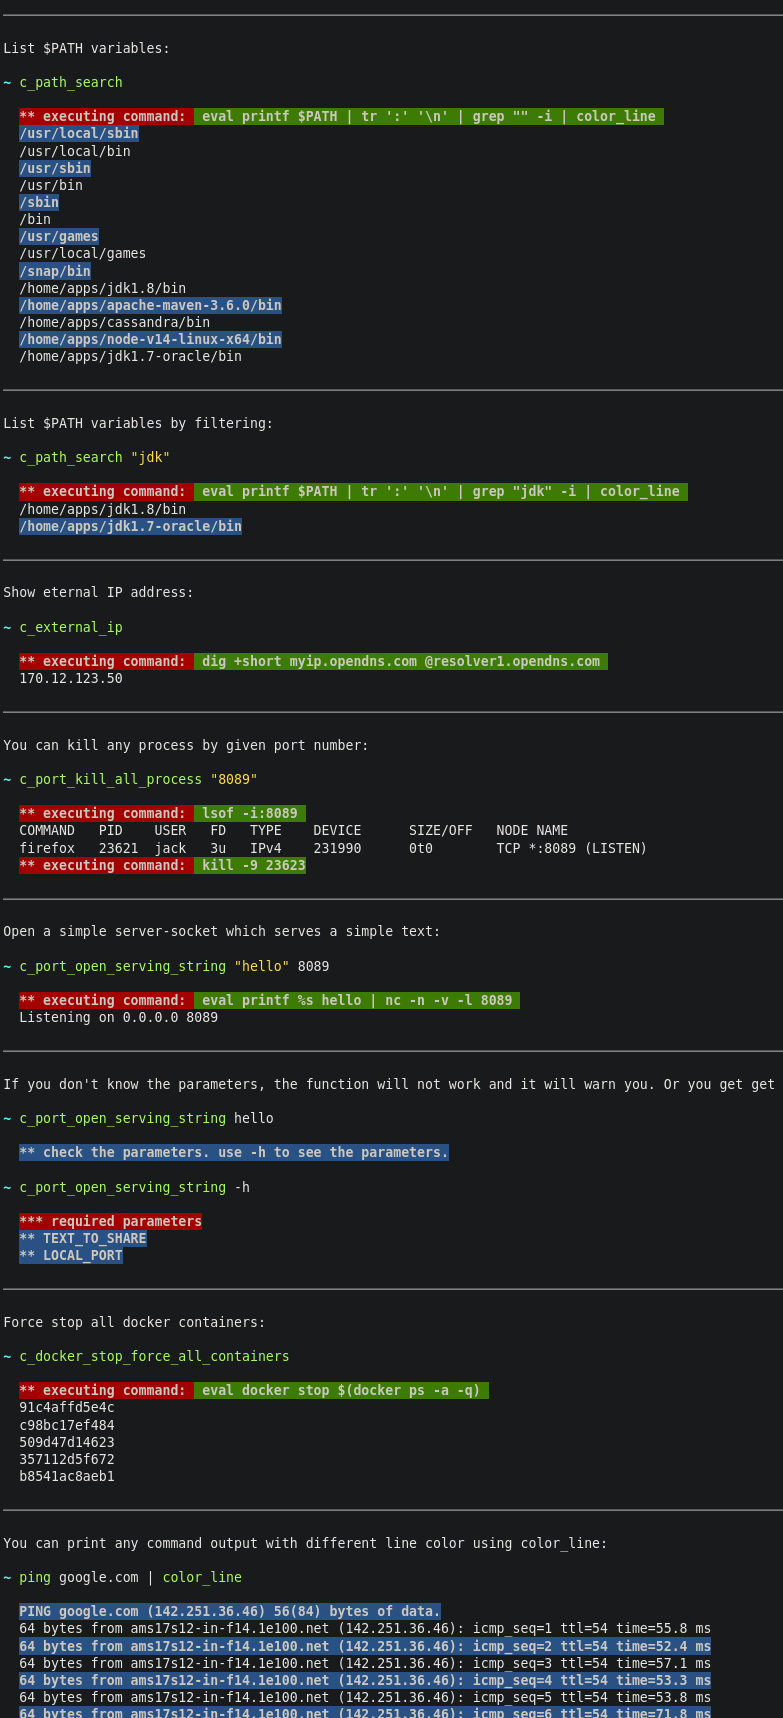 List $PATH variables:
~ c_path_search
** executing command:  eval printf $PATH | tr ':' '\n' | grep "" -i | color_line
/usr/local/sbin
/usr/local/bin
/usr/sbin
/usr/bin
/sbin
/bin
/usr/games
/usr/local/games
/snap/bin
/home/apps/jdk1.8/bin
/home/apps/apache-maven-3.6.0/bin
/home/apps/cassandra/bin
/home/apps/node-v14-linux-x64/bin
/home/apps/jdk1.7-oracle/bin
List $PATH variables by filtering:
~ c_path_search "jdk"
** executing command:  eval printf $PATH | tr ':' '\n' | grep "jdk" -i | color_line
/home/apps/jdk1.8/bin
/home/apps/jdk1.7-oracle/bin
Show eternal IP address:
~ c_external_ip
** executing command:  dig +short myip.opendns.com @resolver1.opendns.com
170.12.123.50
You can kill any process by given port number:
~ c_port_kill_all_process "8089"
** executing command:  lsof -i:8089
COMMAND   PID    USER   FD   TYPE    DEVICE      SIZE/OFF   NODE NAME
firefox   23621  jack   3u   IPv4    231990      0t0        TCP *:8089 (LISTEN)
** executing command:  kill -9 23623
Open a simple server-socket which serves a simple text:
~ c_port_open_serving_string "hello" 8089
** executing command:  eval printf %s hello | nc -n -v -l 8089
Listening on 0.0.0.0 8089
If you don't know the parameters, the function will not work and it will warn you. Or you get get
~ c_port_open_serving_string hello
** check the parameters. use -h to see the parameters.
~ c_port_open_serving_string -h
*** required parameters
** TEXT_TO_SHARE
** LOCAL_PORT
Force stop all docker containers:
~ c_docker_stop_force_all_containers
** executing command:  eval docker stop $(docker ps -a -q)
91c4affd5e4c
c98bc17ef484
509d47d14623
357112d5f672
b8541ac8aeb1
You can print any command output with different line color using color_line:
~ ping google.com | color_line
PING google.com (142.251.36.46) 56(84) bytes of data.
64 bytes from ams17s12-in-f14.1e100.net (142.251.36.46): icmp_seq=1 ttl=54 time=55.8 ms
64 bytes from ams17s12-in-f14.1e100.net (142.251.36.46): icmp_seq=2 ttl=54 time=52.4 ms
64 bytes from ams17s12-in-f14.1e100.net (142.251.36.46): icmp_seq=3 ttl=54 time=57.1 ms
64 bytes from ams17s12-in-f14.1e100.net (142.251.36.46): icmp_seq=4 ttl=54 time=53.3 ms
64 bytes from ams17s12-in-f14.1e100.net (142.251.36.46): icmp_seq=5 ttl=54 time=53.8 ms
64 bytes from ams17s12-in-f14.1e100.net (142.251.36.46): icmp_seq=6 ttl=54 time=71.8 ms